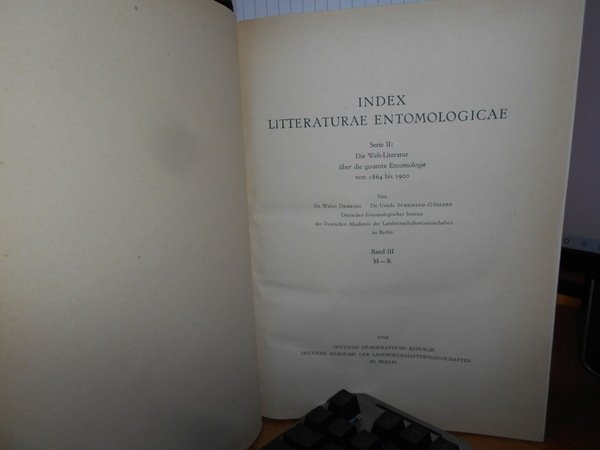 INDEX
LITTERATURAE ENTOMOLOGICAE
Serie II:
Die Welt-Literatur
über die gesamte Entomologie
von 1864 bis 1900
Von
Dr. Walter Derksen Dr. Ursula Scheiding-Göllner
Deutsches Entomologisches Institut
der Deutschen Akademie der Landwirtschaftswissenschaften
zu Berlin
Band III
M—R
1968
DEUTSCHE DEMOKRATISCHE REPUBLIK
DEUTSCHE AKADEMIE DER LANDWIRTSCHAFTSWISSENSCHAFTEN
ZU BERLIN